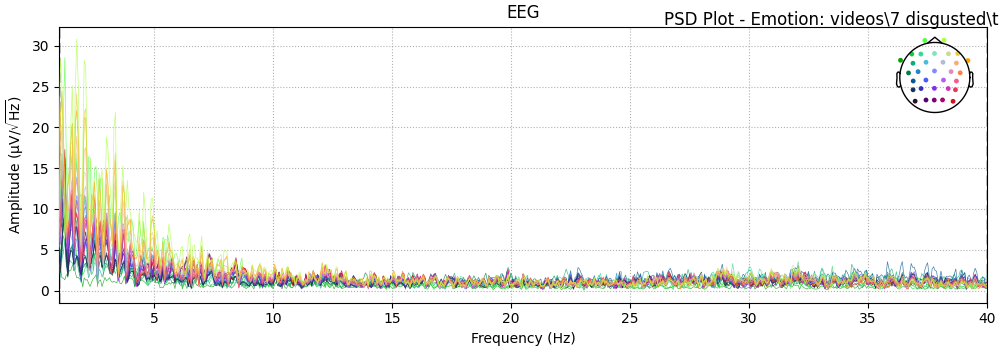 EEG
PSD Plot - Emotion: videos\7 disgusted\t
30
25
20
15
10
5
0
Amplitude (µV/√Hz)
5 10 15 20 25 30 35 40
Frequency (Hz)